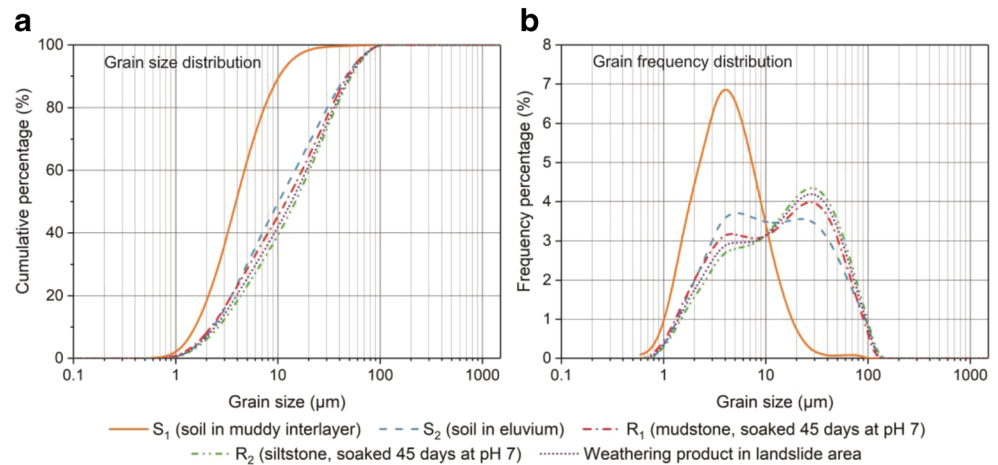 a
Grain size distribution
Cumulative percentage (%)
100
80
60
40
20
0
0.1 1 10 100 1000
Grain size (μm)
b
Grain frequency distribution
Frequency percentage (%)
8
7
6
5
4
3
2
1
0
0.1 1 10 100 1000
Grain size (μm)
S1 (soil in muddy interlayer) S2 (soil in eluvium) R1 (mudstone, soaked 45 days at pH 7)
R2 (siltstone, soaked 45 days at pH 7) Weathering product in landslide area